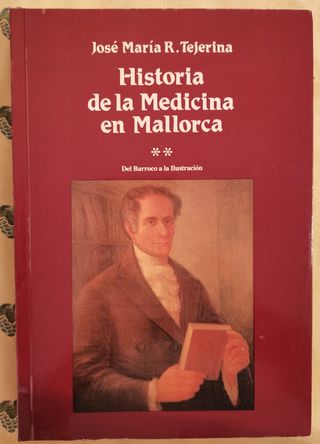 José María R. Tejerina
Historia
de la Medicina
en Mallorca
**
Del Barroco a la Ilustración